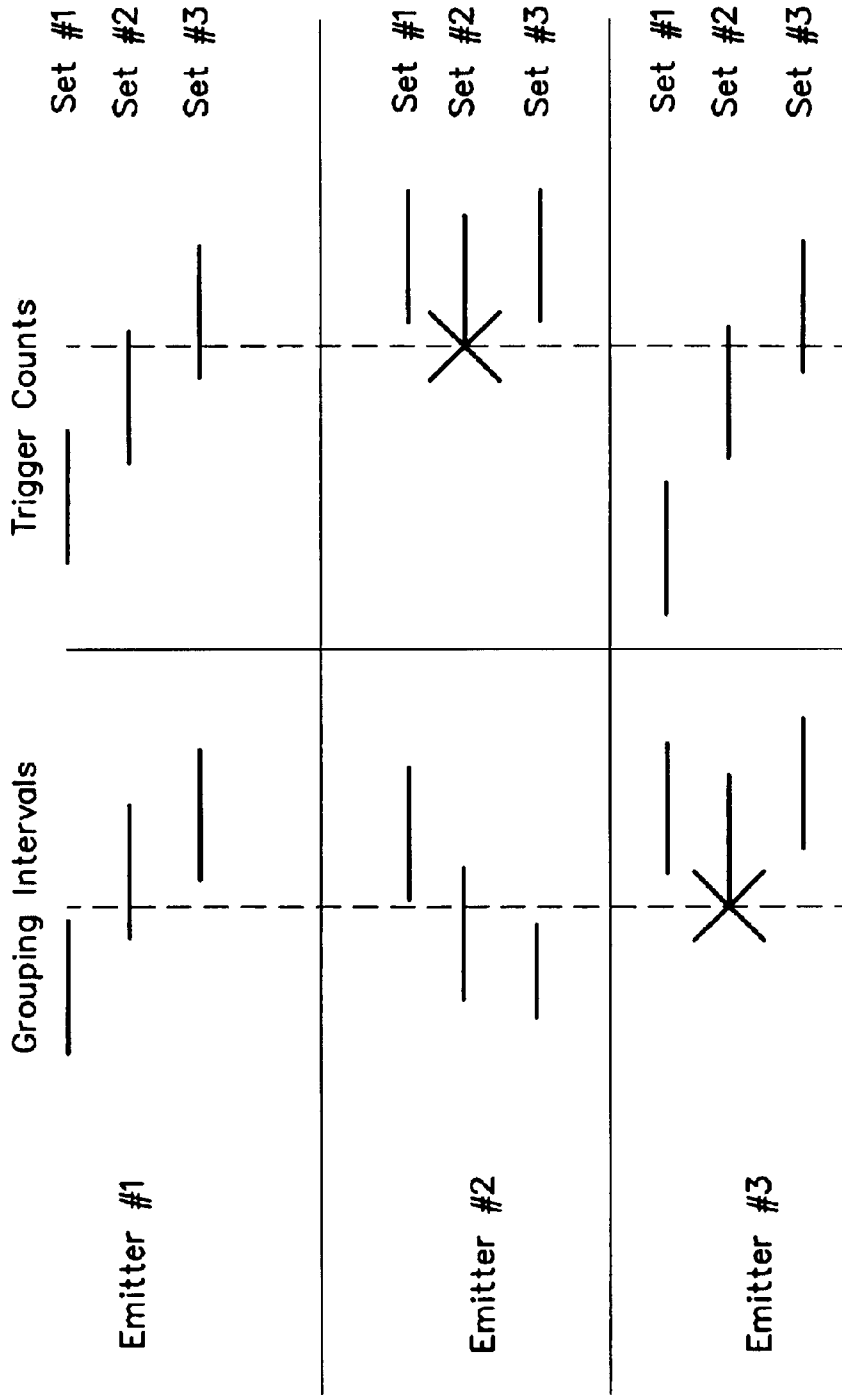 Grouping Intervals
Trigger Counts
Emitter #1
Set #1
Set #2
Set #3
Emitter #2
Set #1
Set #2
Set #3
Emitter #3
Set #1
Set #2
Set #3